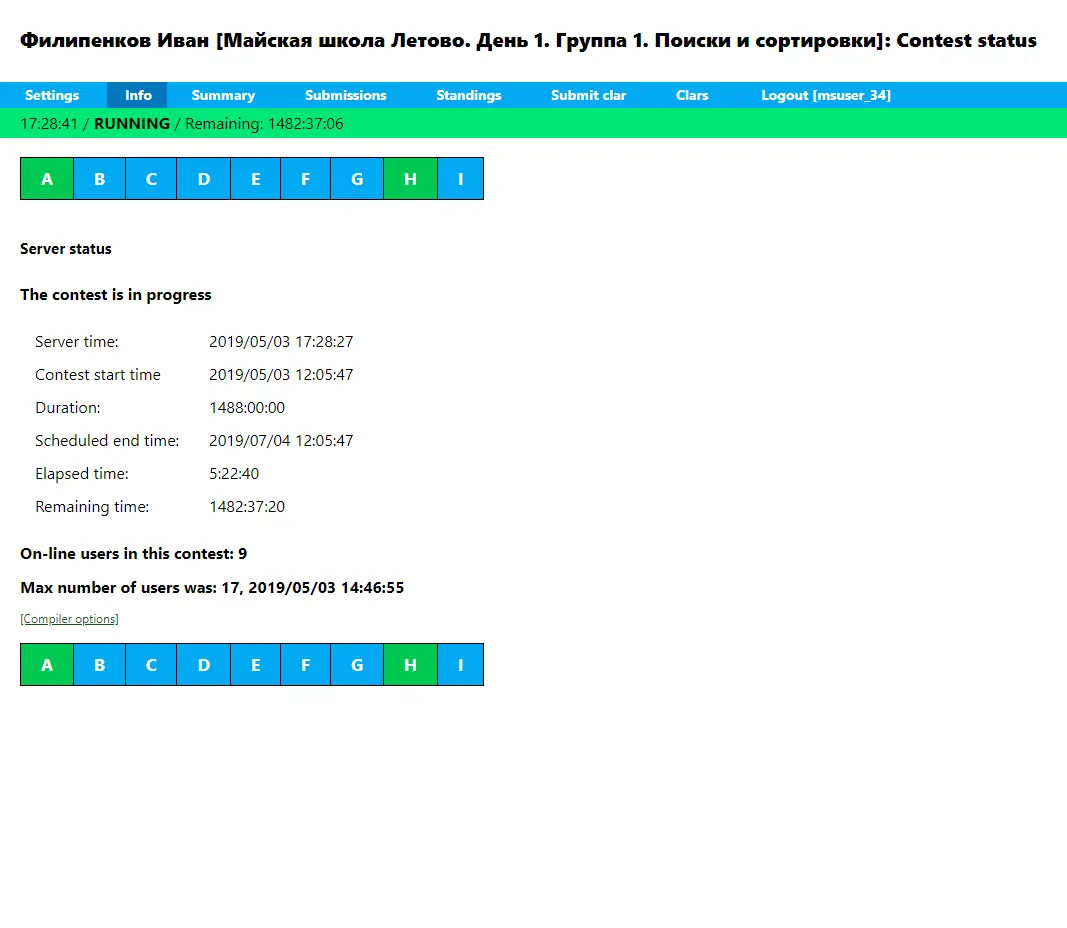 Филипенков Иван [Майская школа Летово. День 1. Группа 1. Поиски и сортировки]: Contest status
Settings Info Summary Submissions Standings Submit clar Clars Logout [msuser_34]
17:28:41 / RUNNING / Remaining: 1482:37:06
A B C D E F G H I
Server status
The contest is in progress
Server time: 2019/05/03 17:28:27
Contest start time 2019/05/03 12:05:47
Duration: 1488:00:00
Scheduled end time: 2019/07/04 12:05:47
Elapsed time: 5:22:40
Remaining time: 1482:37:20
On-line users in this contest: 9
Max number of users was: 17, 2019/05/03 14:46:55
[Compiler options]
A B C D E F G H I